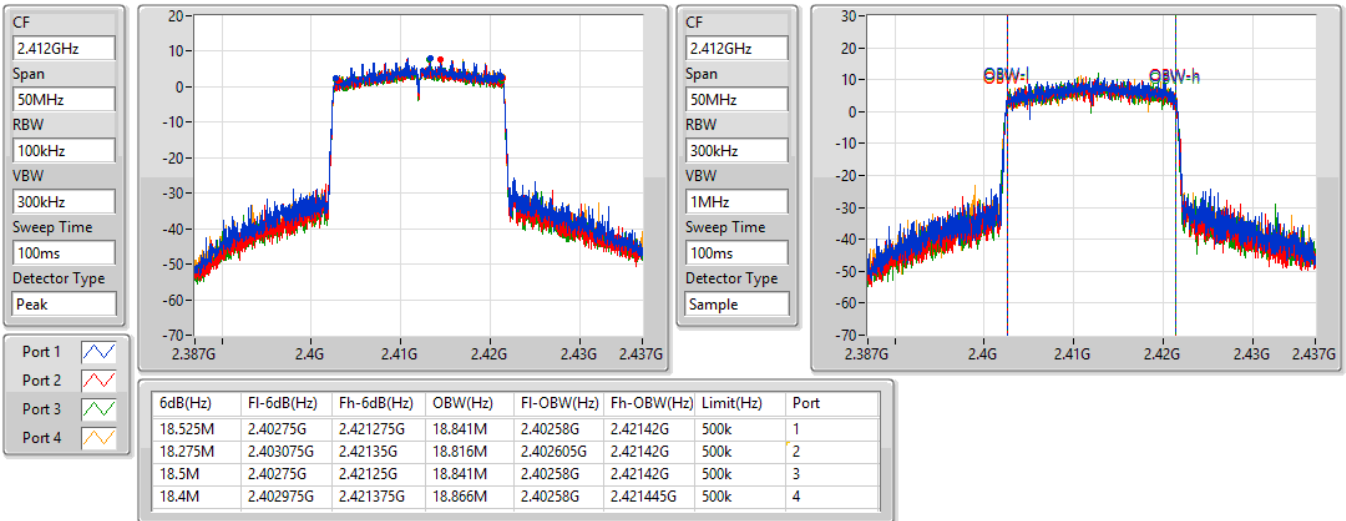 CF
2.412GHz
Span
50MHz
RBW
100kHz
VBW
300kHz
Sweep Time
100ms
Detector Type
Peak
20
10
0
-10
-20
-30
-40
-50
-60
-70
2.387G 2.4G 2.41G 2.42G 2.43G 2.437G
CF
2.412GHz
Span
50MHz
RBW
300kHz
VBW
1MHz
Sweep Time
100ms
Detector Type
Sample
30
20
10
0
-10
-20
-30
-40
-50
-60
-70
OBW-l OBW-h
2.387G 2.4G 2.41G 2.42G 2.43G 2.437G
Port 1
Port 2
Port 3
Port 4
6dB(Hz) Fl-6dB(Hz) Fh-6dB(Hz) OBW(Hz) Fl-OBW(Hz) Fh-OBW(Hz) Limit(Hz) Port
18.525M 2.40275G 2.421275G 18.841M 2.40258G 2.42142G 500k 1
18.275M 2.403075G 2.42135G 18.816M 2.402605G 2.42142G 500k 2
18.5M 2.40275G 2.42125G 18.841M 2.40258G 2.42142G 500k 3
18.4M 2.402975G 2.421375G 18.866M 2.40258G 2.421445G 500k 4